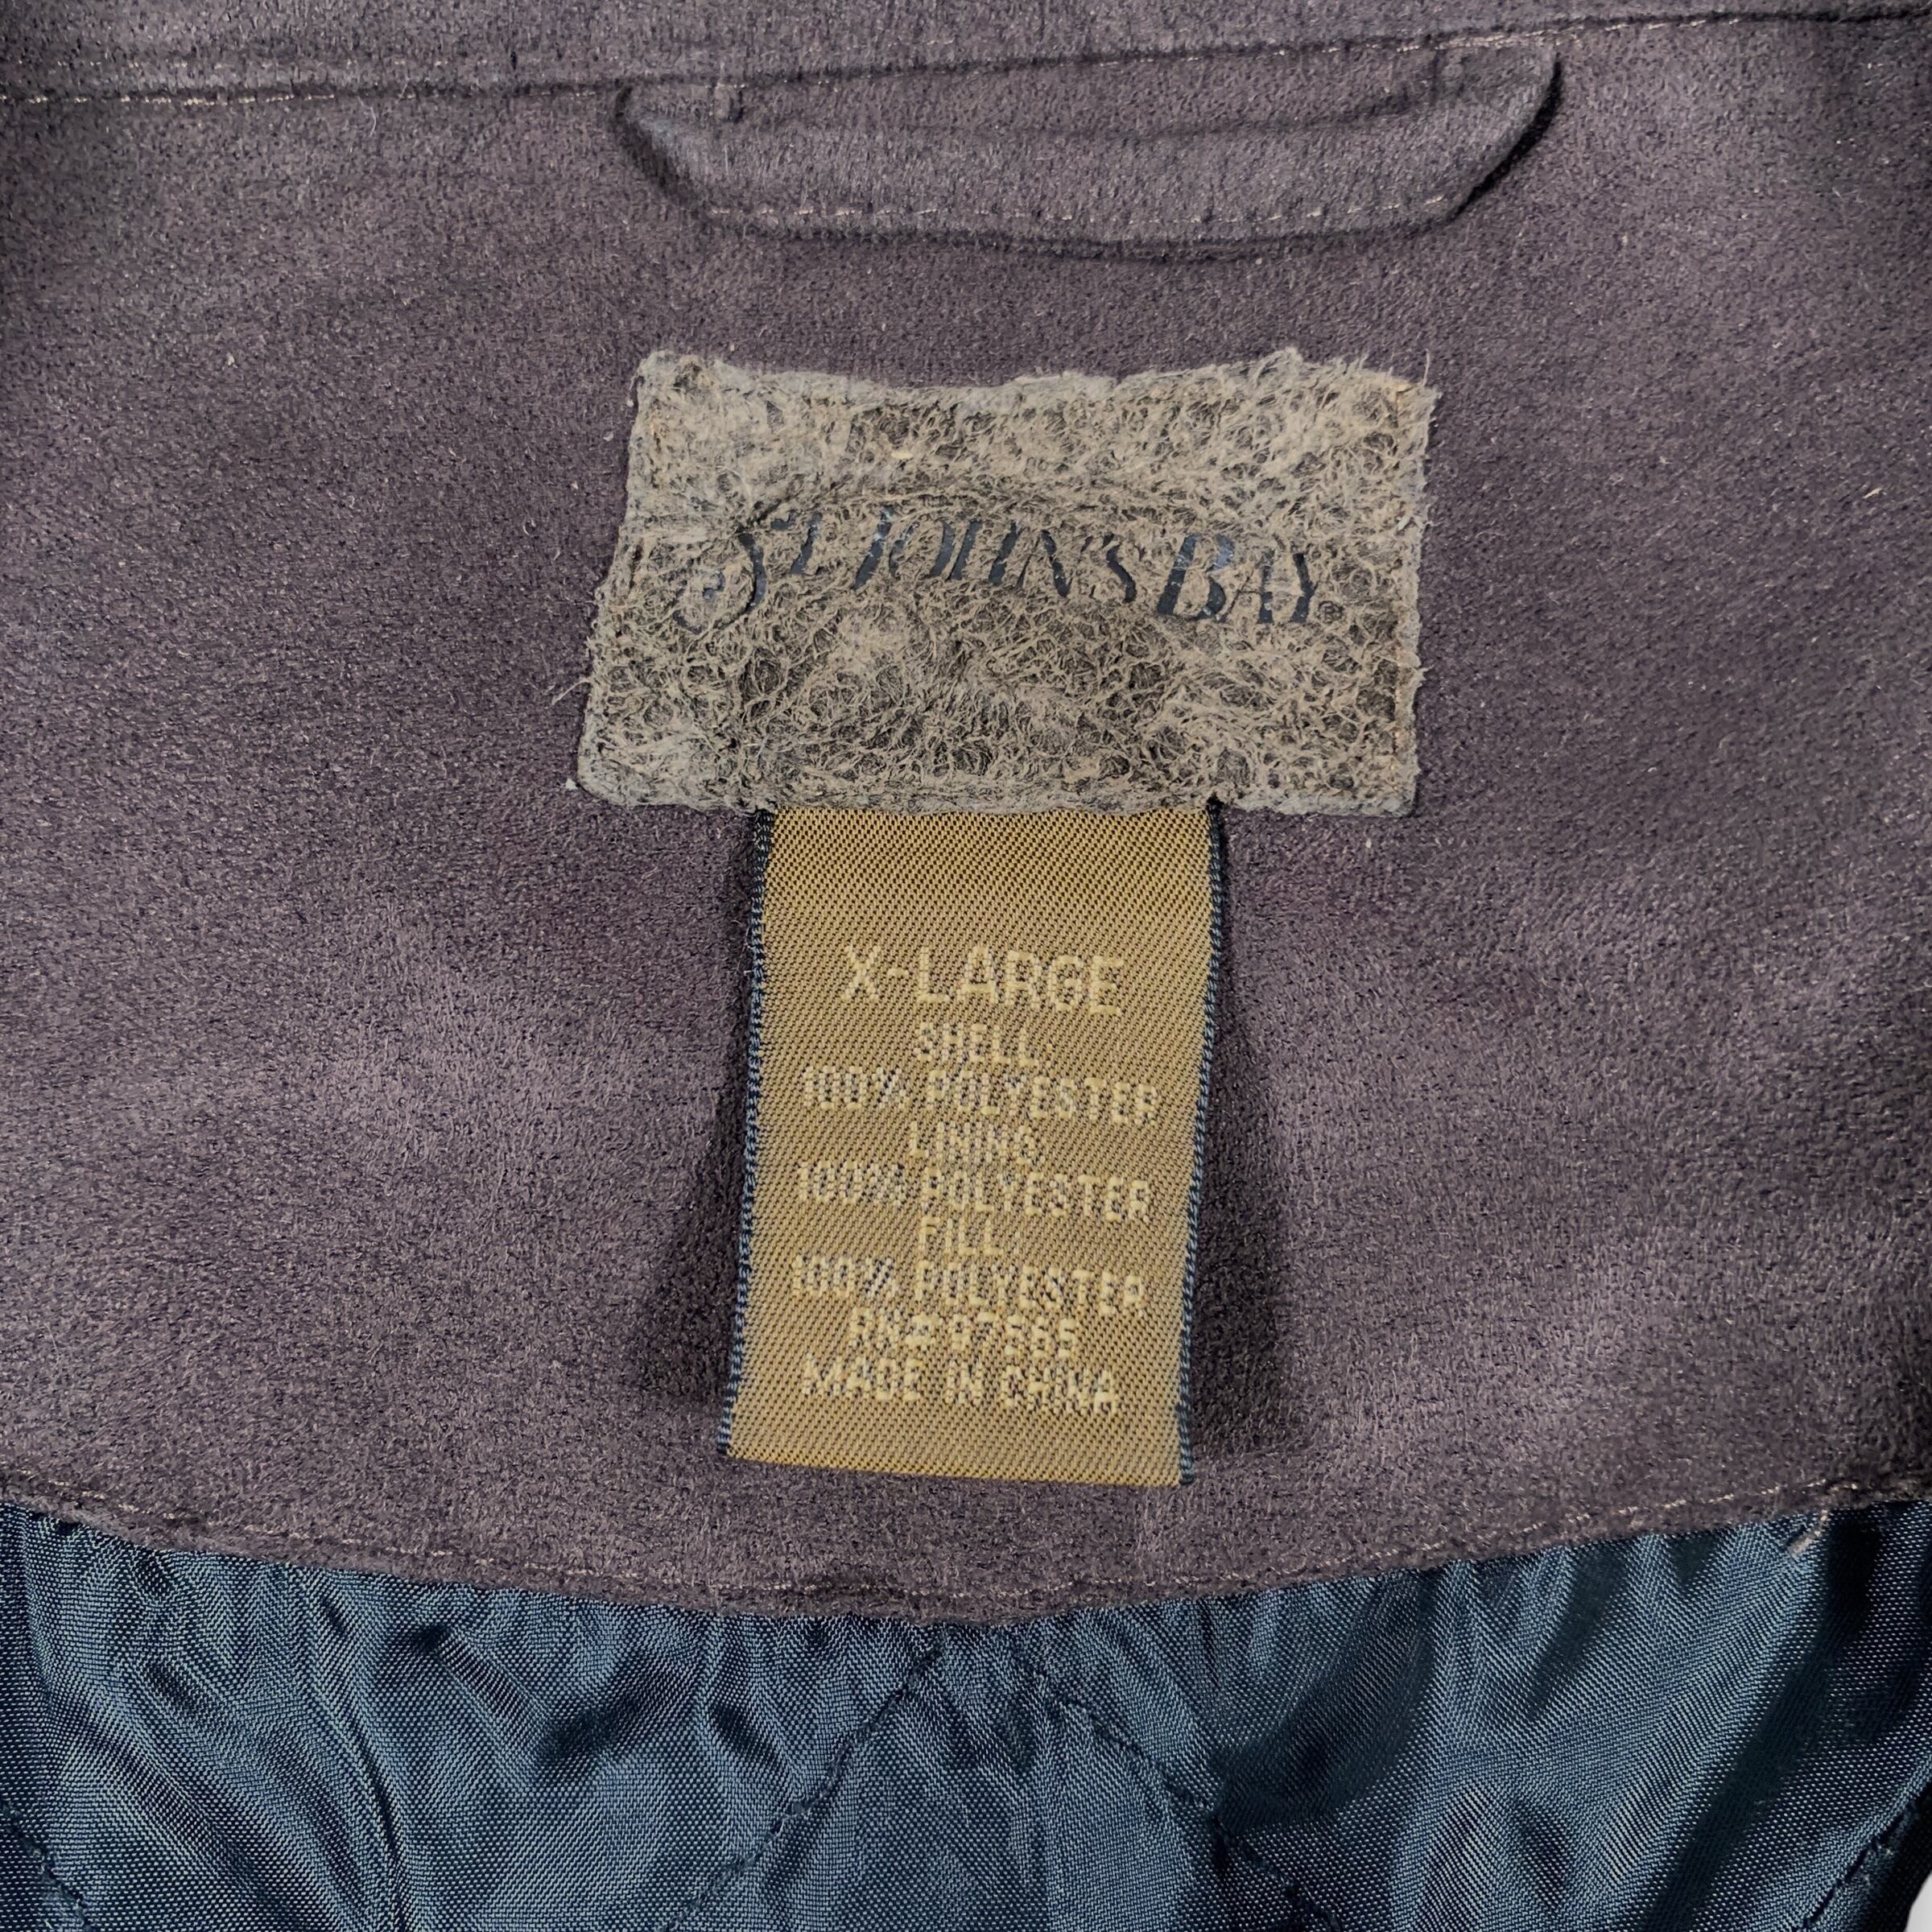 St. JOHN'S BAY®
X-LARGE
SHELL
100% POLYESTER
LINING
100% POLYESTER
FILL
100% POLYESTER
RN# 97565
MADE IN CHINA